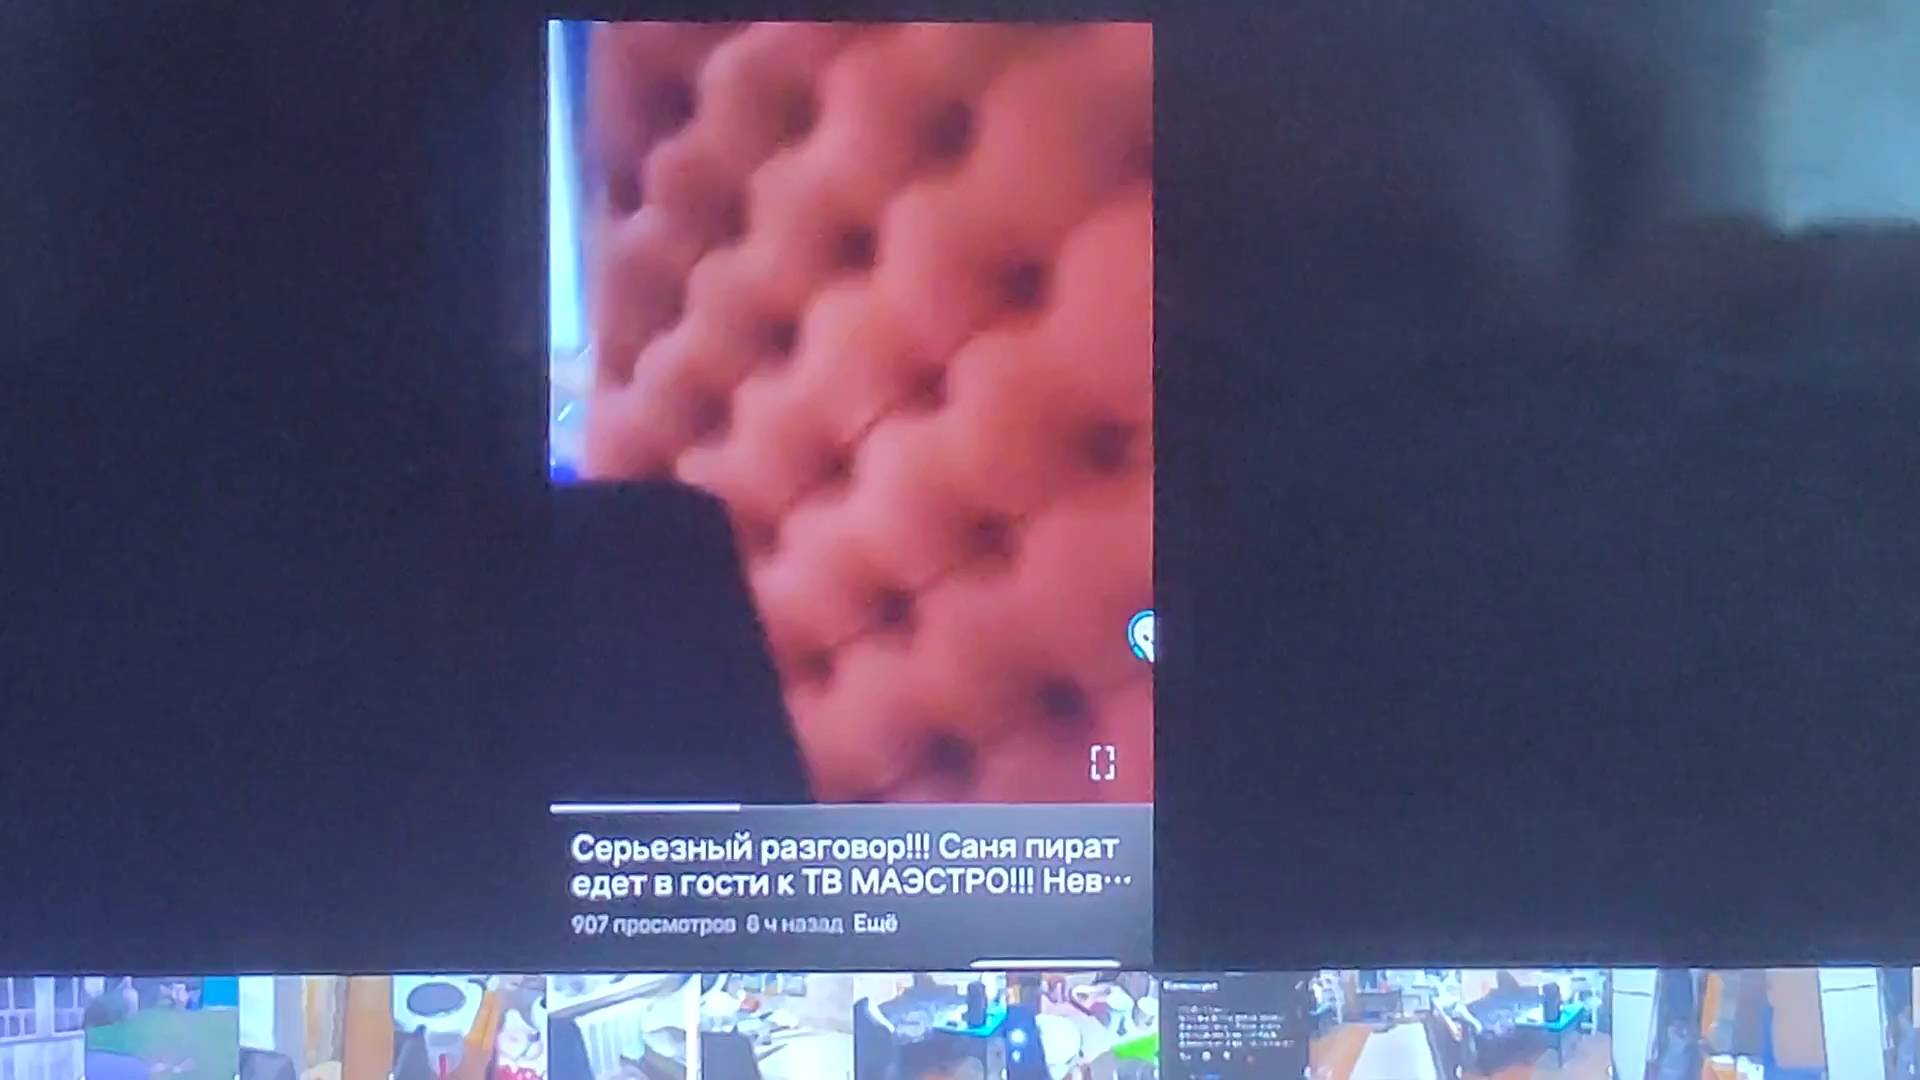 Серьезный разговор!!! Саня пират
едет в гости к ТВ МАЭСТРО!!! Нев…
907 просмотров 8 ч назад Ещё